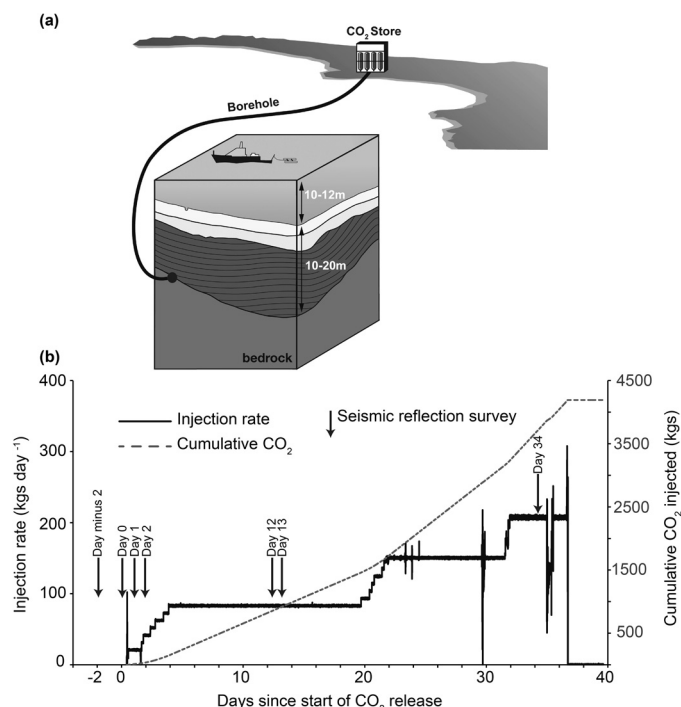 (a)
CO2 Store
Borehole
10-12m
10-20m
bedrock
(b)
Injection rate (kgs day -1)
400
300
200
100
0
Injection rate
Cumulative CO2
Seismic reflection survey
Day minus 2
Day 0
Day 1
Day 2
Day 12
Day 13
Day 34
4500
3500
2500
1500
500
Cumulative CO2 injected (kgs)
-2 0 10 20 30 40
Days since start of CO2 release